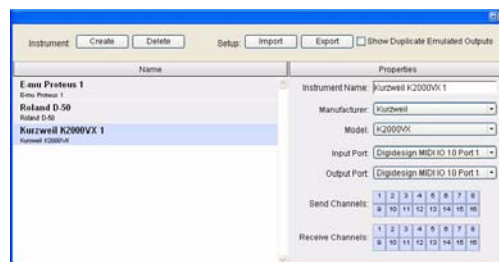 Instrument: Create Delete Setup: Import Export Show Duplicate Emulated Outputs
Name Properties
E-mu Proteus 1
E-mu Proteus 1
Roland D-50
Roland D-50
Kurzweil K2000VX 1
Kurzweil K2000VX
Instrument Name: Kurzweil K2000VX 1
Manufacturer: Kurzweil
Model: K2000VX
Input Port: Digidesign MIDI IO 10 Port 1
Output Port: Digidesign MIDI IO 10 Port 1
Send Channels: 1 2 3 4 5 6 7 8
9 10 11 12 13 14 15 16
Receive Channels: 1 2 3 4 5 6 7 8
9 10 11 12 13 14 15 16